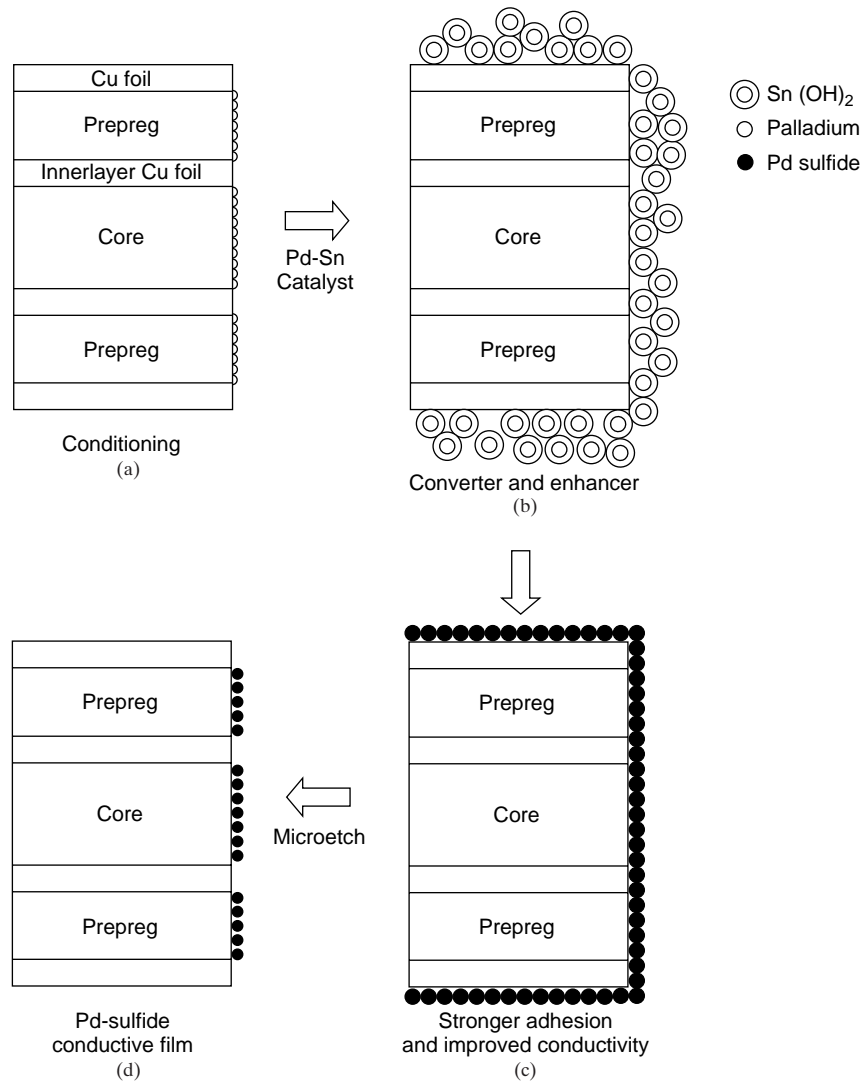 Cu foil
Prepreg
Innerlayer Cu foil
Core
Prepreg
Conditioning
(a)
Pd-Sn
Catalyst
Prepreg
Core
Prepreg
Converter and enhancer
(b)
Sn (OH)2
Palladium
Pd sulfide
Prepreg
Core
Prepreg
Stronger adhesion
and improved conductivity
(c)
Microetch
Prepreg
Core
Prepreg
Pd-sulfide
conductive film
(d)